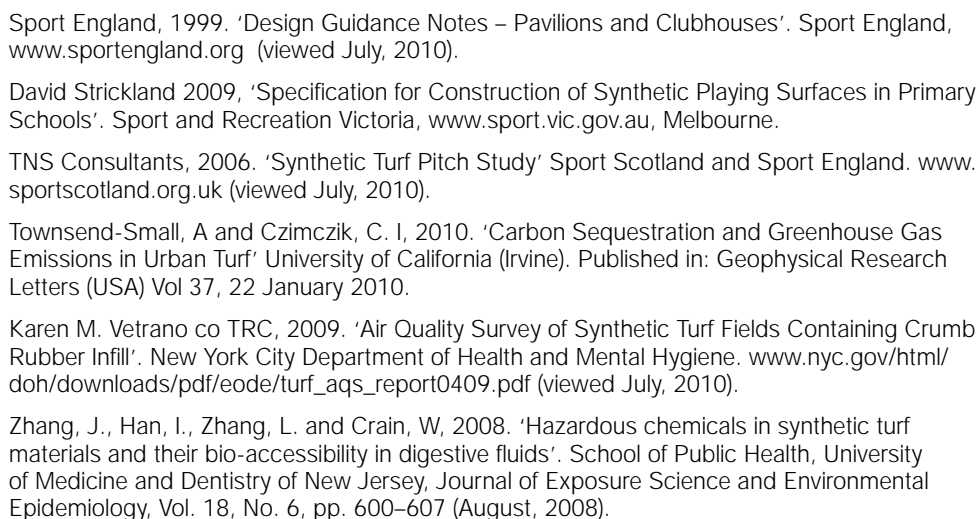 Sport England, 1999. ‘Design Guidance Notes – Pavilions and Clubhouses’. Sport England,
www.sportengland.org (viewed July, 2010).
David Strickland 2009, ‘Specification for Construction of Synthetic Playing Surfaces in Primary
Schools’. Sport and Recreation Victoria, www.sport.vic.gov.au, Melbourne.
TNS Consultants, 2006. ‘Synthetic Turf Pitch Study’ Sport Scotland and Sport England. www.
sportscotland.org.uk (viewed July, 2010).
Townsend-Small, A and Czimczik, C. I, 2010. ‘Carbon Sequestration and Greenhouse Gas
Emissions in Urban Turf’ University of California (Irvine). Published in: Geophysical Research
Letters (USA) Vol 37, 22 January 2010.
Karen M. Vetrano co TRC, 2009. ‘Air Quality Survey of Synthetic Turf Fields Containing Crumb
Rubber Infill’. New York City Department of Health and Mental Hygiene. www.nyc.gov/html/
doh/downloads/pdf/eode/turf_aqs_report0409.pdf (viewed July, 2010).
Zhang, J., Han, I., Zhang, L. and Crain, W, 2008. ‘Hazardous chemicals in synthetic turf
materials and their bio-accessibility in digestive fluids’. School of Public Health, University
of Medicine and Dentistry of New Jersey, Journal of Exposure Science and Environmental
Epidemiology, Vol. 18, No. 6, pp. 600–607 (August, 2008).